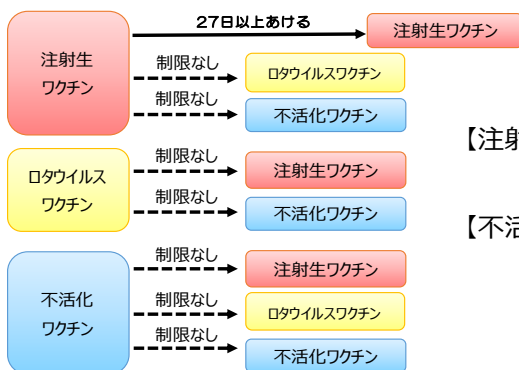 27日以上あける
注射生ワクチン
注射生
ワクチン
制限なし
ロタウイルスワクチン
制限なし
不活化ワクチン
【注射
ロタウイルス
ワクチン
制限なし
注射生ワクチン
制限なし
不活化ワクチン
【不活
不活化
ワクチン
制限なし
注射生ワクチン
制限なし
ロタウイルスワクチン
制限なし
不活化ワクチン